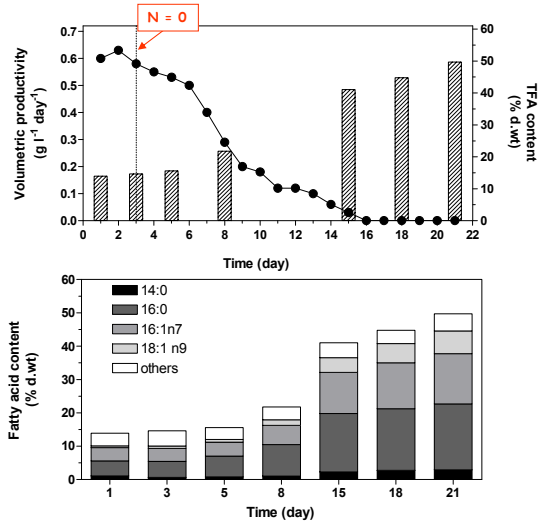 N = 0
Volumetric productivity
(g l⁻¹ day⁻¹)
0.7
0.6
0.5
0.4
0.3
0.2
0.1
0.0
60
50
40
30
20
10
0
TFA content
(% d.wt)
0 2 4 6 8 10 12 14 16 18 20 22
Time (day)
Fatty acid content
(% d.wt)
60
50
40
30
20
10
0
14:0
16:0
16:1n7
18:1 n9
others
1 3 5 8 15 18 21
Time (day)